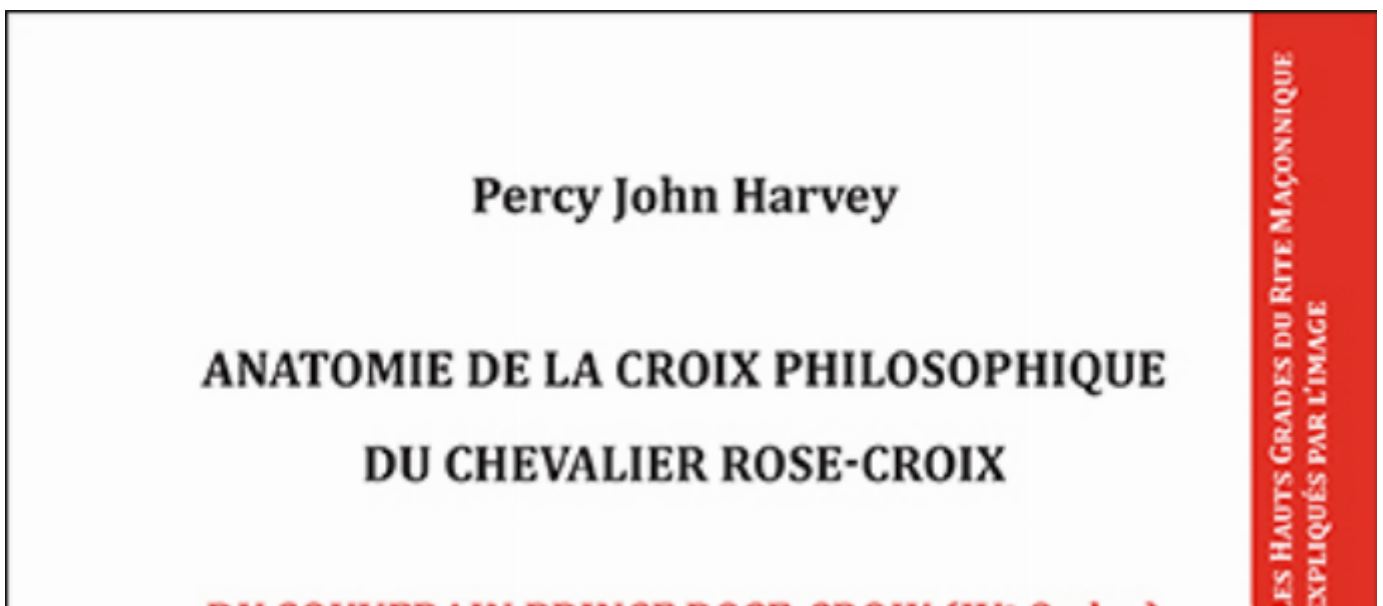 Percy John Harvey
ANATOMIE DE LA CROIX PHILOSOPHIQUE
DU CHEVALIER ROSE-CROIX
ES HAUTS GRADES DU RITE MAÇONNIQUE
EXPLIQUÉS PAR L'IMAGE